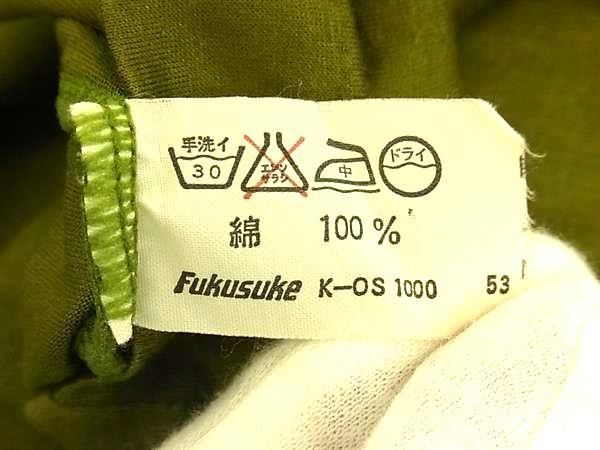 手洗イ
30
エンソ
サラシ
中
ドライ
綿 100%
Fukusuke K-OS 1000 53